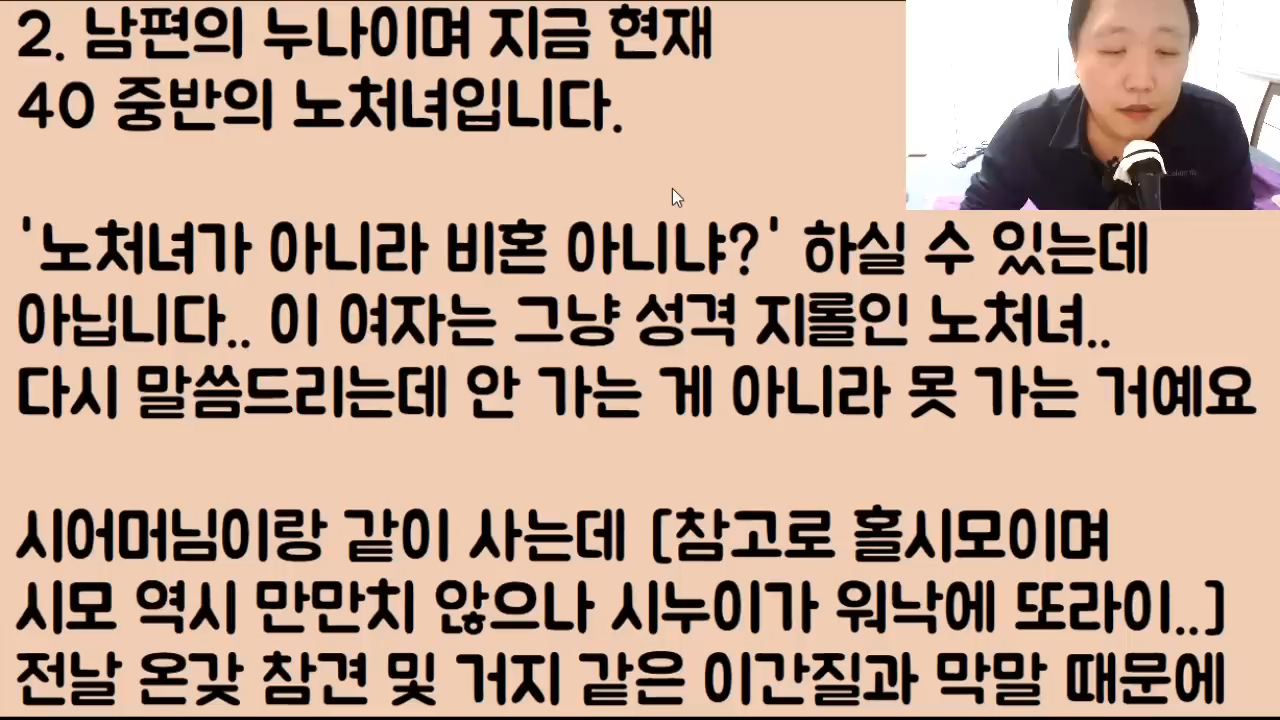 2. 남편의 누나이며 지금 현재
40 중반의 노처녀입니다.
'노처녀가 아니라 비혼 아니냐?' 하실 수 있는데
아닙니다.. 이 여자는 그냥 성격 지롤인 노처녀..
다시 말씀드리는데 안 가는 게 아니라 못 가는 거예요
시어머님이랑 같이 사는데 [참고로 홀시모이며
시모 역시 만만치 않으나 시누이가 워낙에 또라이..]
전날 온갖 참견 및 거지 같은 이간질과 막말 때문에